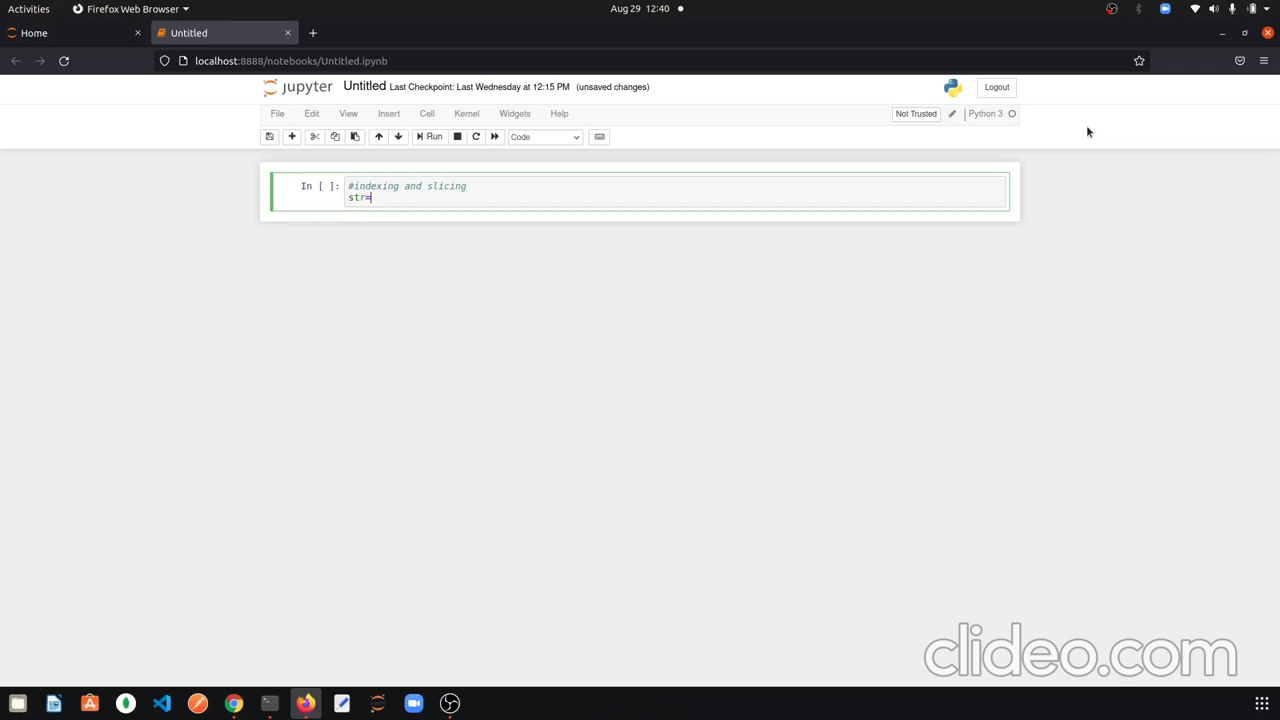 Activities Firefox Web Browser Aug 29 12:40
Home Untitled
localhost:8888/notebooks/Untitled.ipynb
jupyter Untitled Last Checkpoint: Last Wednesday at 12:15 PM (unsaved changes) Logout
File Edit View Insert Cell Kernel Widgets Help Not Trusted Python 3
Run Code
In [ ]: #indexing and slicing
str=
clideo.com